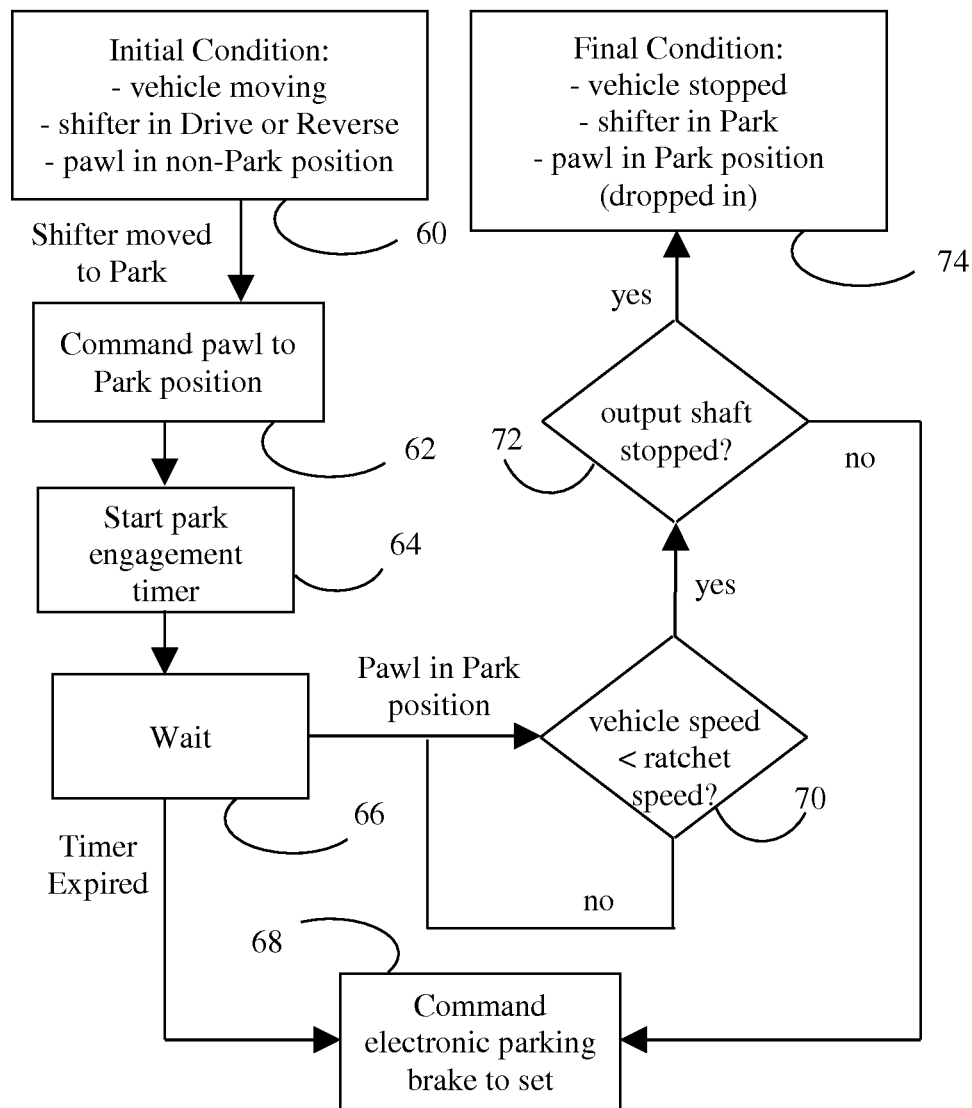 Initial Condition:
- vehicle moving
- shifter in Drive or Reverse
- pawl in non-Park position
60
Shifter moved
to Park
Command pawl to
Park position
62
Start park
engagement
timer
64
Wait
66
Timer
Expired
Pawl in Park
position
vehicle speed
< ratchet
speed?
70
no
yes
output shaft
stopped?
72
no
yes
Final Condition:
- vehicle stopped
- shifter in Park
- pawl in Park position
(dropped in)
74
68
Command
electronic parking
brake to set